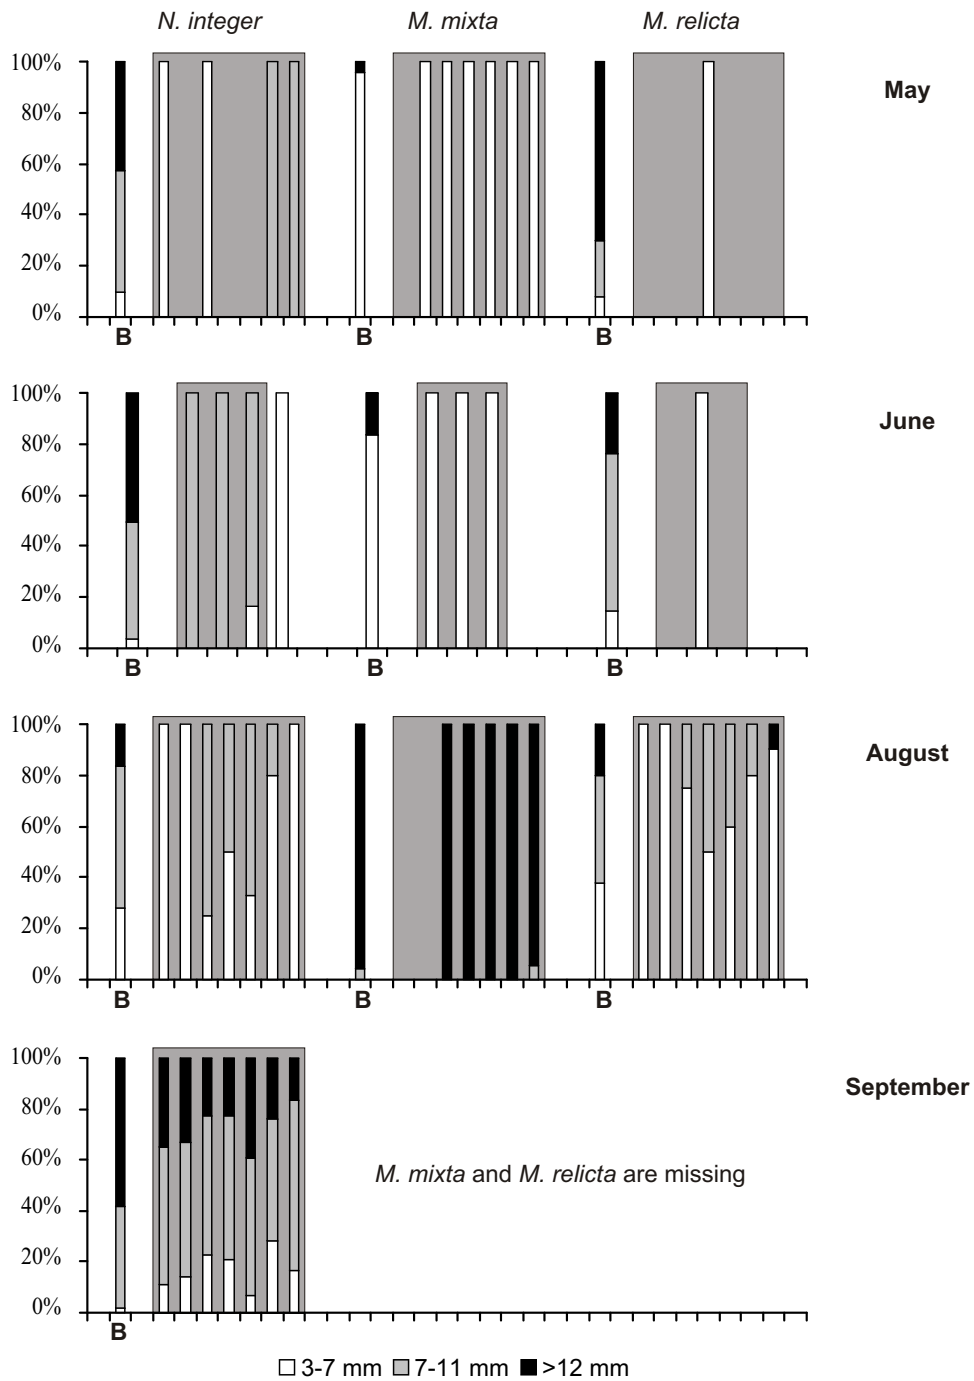 N. integer M. mixta M. relicta
May
100%
80%
60%
40%
20%
0%
B B B
June
100%
80%
60%
40%
20%
0%
B B B
August
100%
80%
60%
40%
20%
0%
B B B
September
100%
80%
60%
40%
20%
0%
M. mixta and M. relicta are missing
B
3-7 mm 7-11 mm >12 mm